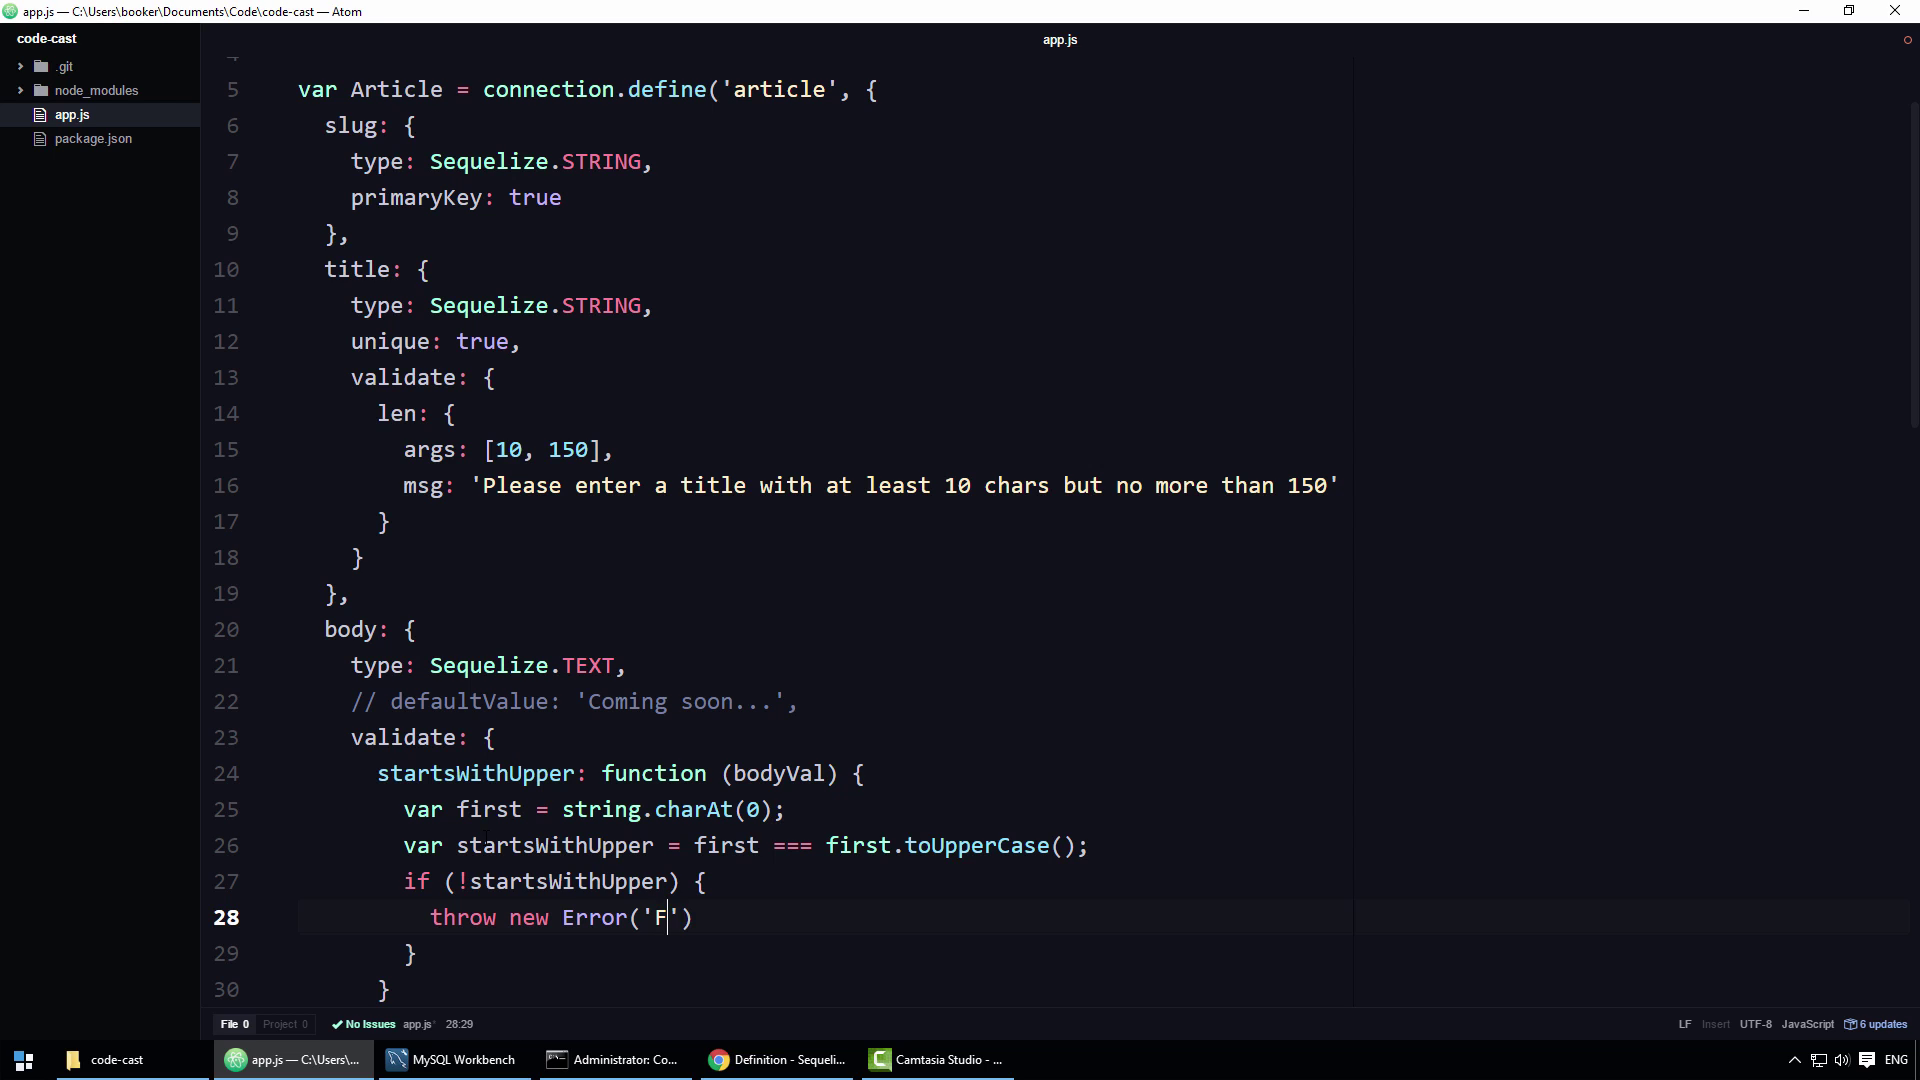 app.js — C:\Users\booker\Documents\Code\code-cast — Atom
code-cast
.git
node_modules
app.js
package.json
app.js
4
5 var Article = connection.define('article', {
6 slug: {
7 type: Sequelize.STRING,
8 primaryKey: true
9 },
10 title: {
11 type: Sequelize.STRING,
12 unique: true,
13 validate: {
14 len: {
15 args: [10, 150],
16 msg: 'Please enter a title with at least 10 chars but no more than 150'
17 }
18 }
19 },
20 body: {
21 type: Sequelize.TEXT,
22 // defaultValue: 'Coming soon...',
23 validate: {
24 startsWithUpper: function (bodyVal) {
25 var first = string.charAt(0);
26 var startsWithUpper = first === first.toUpperCase();
27 if (!startsWithUpper) {
28 throw new Error('F')
29 }
30 }
File 0 Project 0 No Issues app.js* 28:29 LF Insert UTF-8 JavaScript 6 updates
code-cast app.js — C:\Users\... MySQL Workbench Administrator: Co... Definition - Sequeli... Camtasia Studio - ... ENG